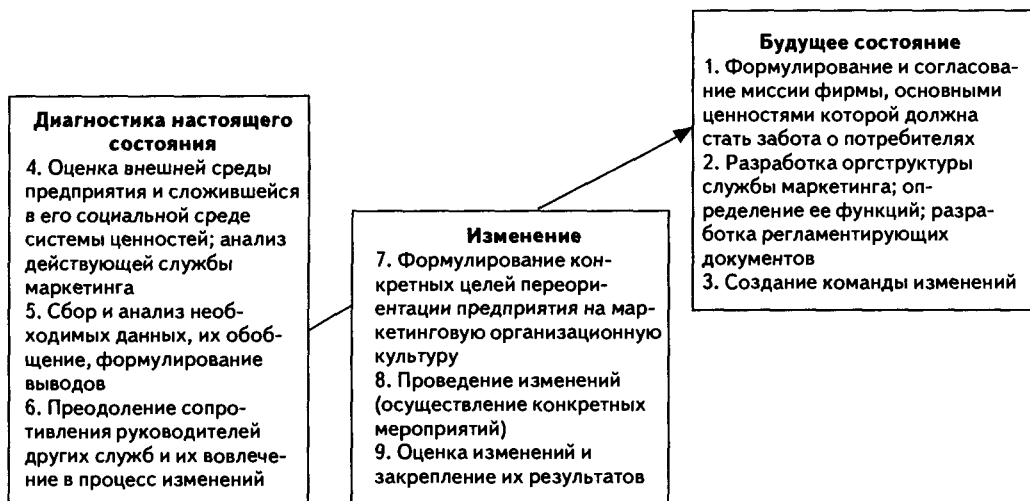 Диагностика настоящего
состояния
4. Оценка внешней среды
предприятия и сложившейся
в его социальной среде
системы ценностей; анализ
действующей службы
маркетинга
5. Сбор и анализ необ-
ходимых данных, их обоб-
щение, формулирование
выводов
6. Преодоление сопро-
тивления руководителей
других служб и их вовлече-
ние в процесс изменений
Изменение
7. Формулирование кон-
кретных целей переори-
ентации предприятия на мар-
кетинговую организационную
культуру
8. Проведение изменений
(осуществление конкретных
мероприятий)
9. Оценка изменений и
закрепление их результатов
Будущее состояние
1. Формулирование и согласова-
ние миссии фирмы, основными
ценностями которой должна
стать забота о потребителях
2. Разработка оргструктуры
службы маркетинга; оп-
ределение ее функций; разра-
ботка регламентирующих
документов
3. Создание команды изменений